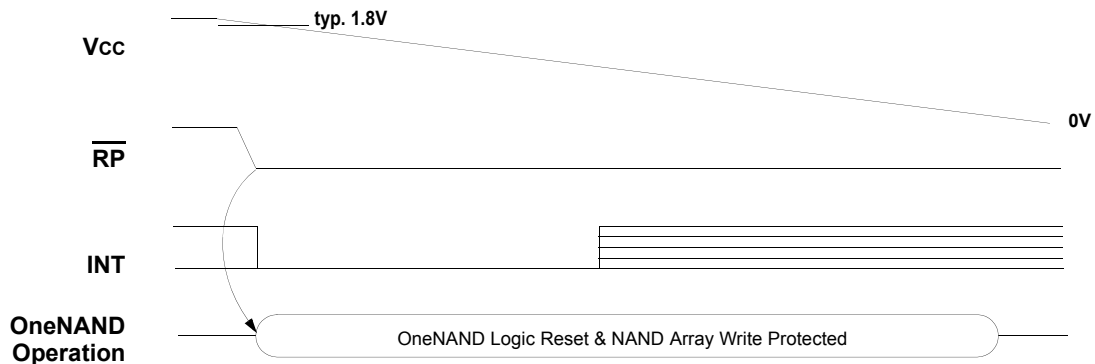 typ. 1.8V
Vcc
0V
RP
INT
OneNAND
Operation
OneNAND Logic Reset & NAND Array Write Protected